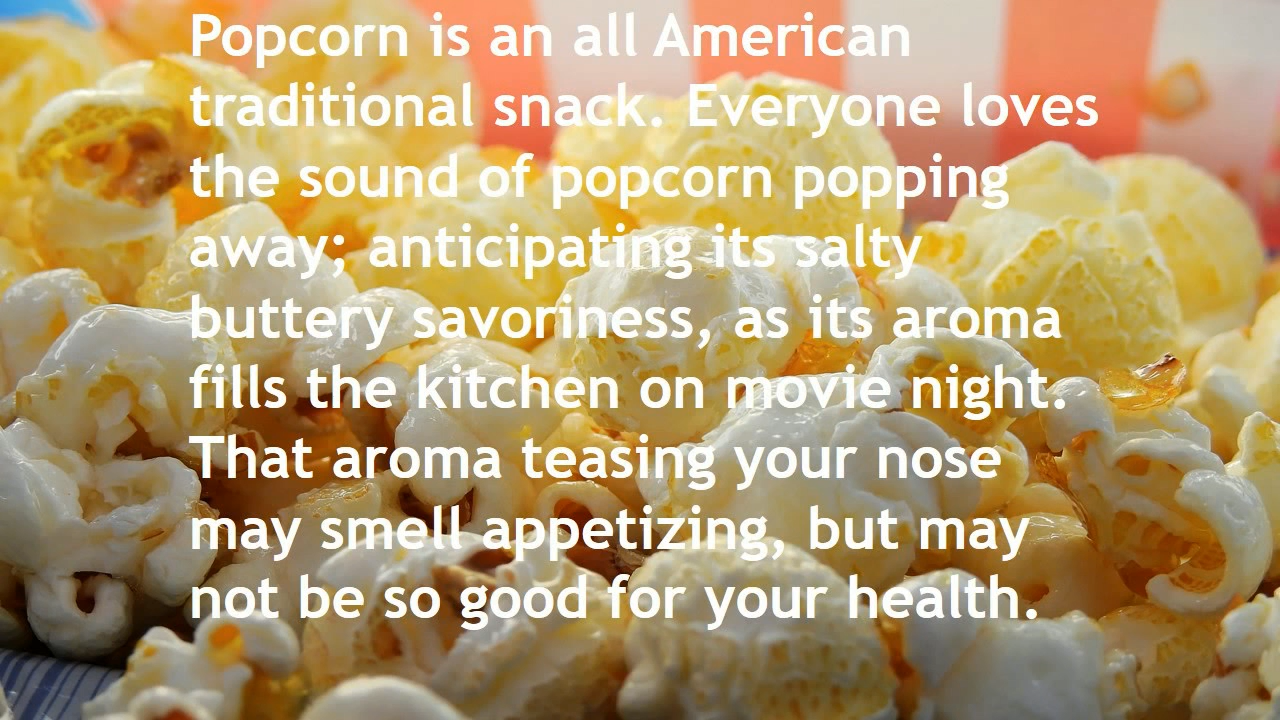 Popcorn is an all American
traditional snack. Everyone loves
the sound of popcorn popping
away; anticipating its salty
buttery savoriness, as its aroma
fills the kitchen on movie night.
That aroma teasing your nose
may smell appetizing, but may
not be so good for your health.